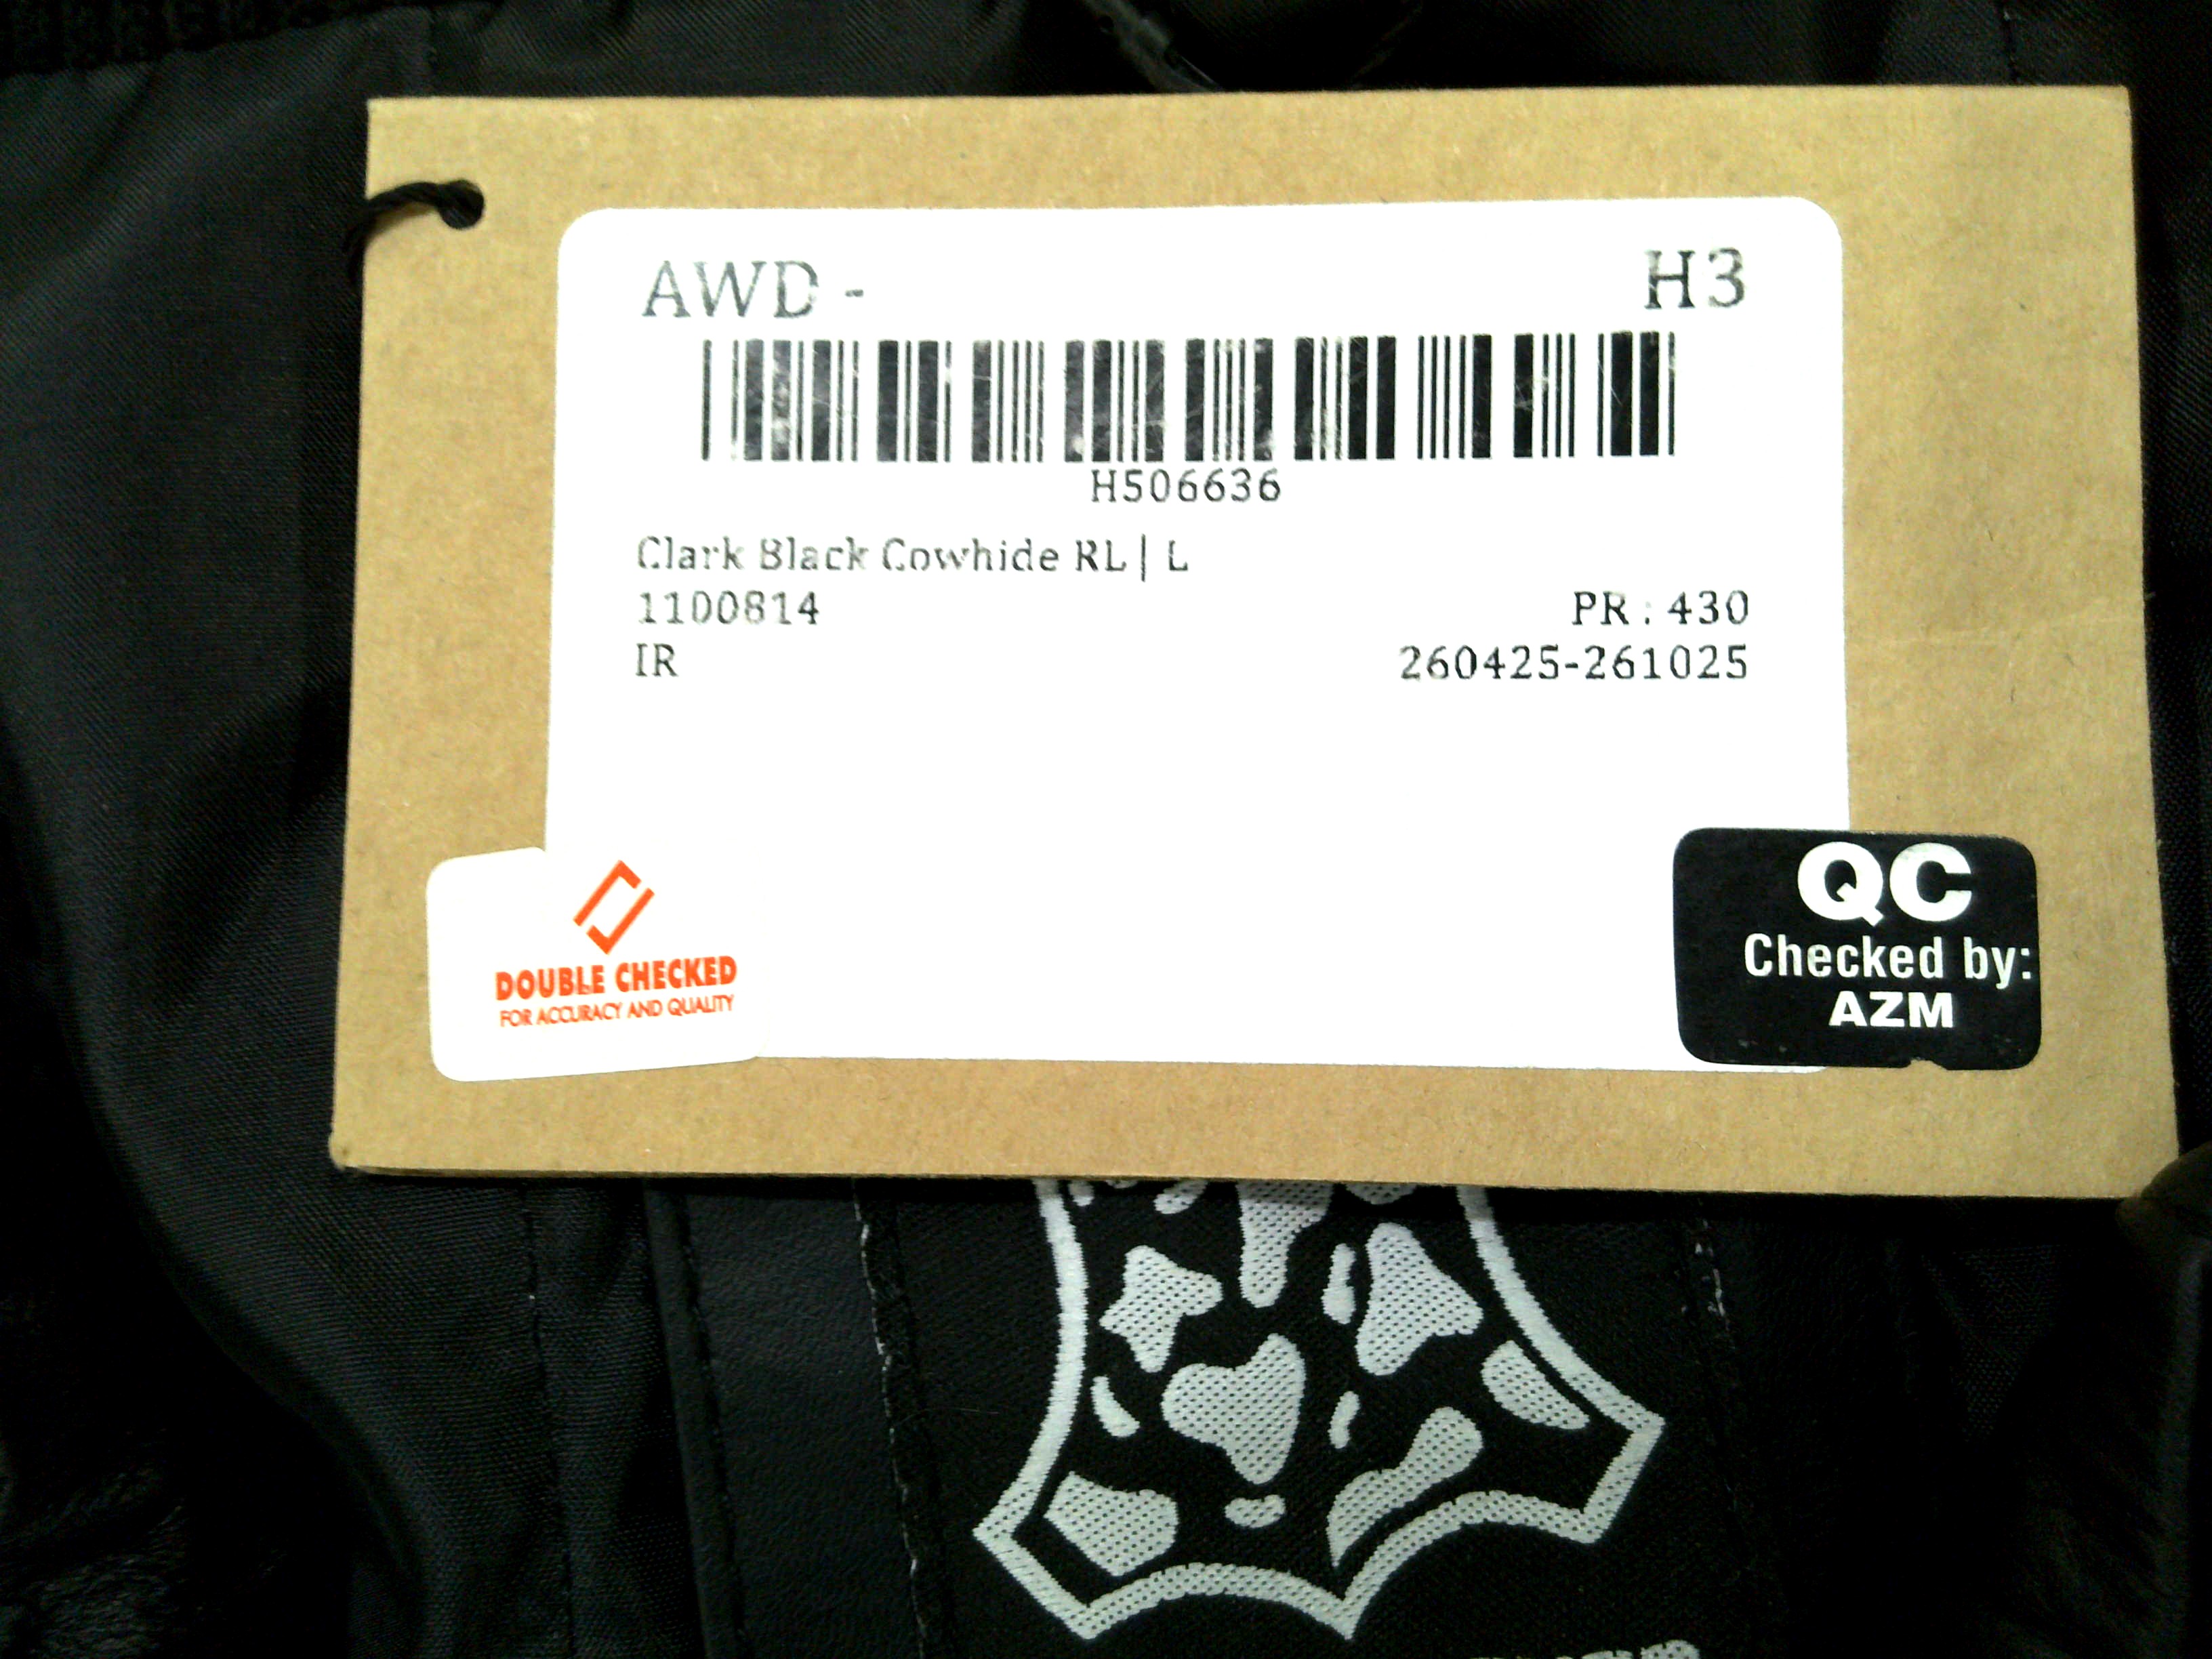 AWD - H3
H506636
Clark Black Cowhide RL | L
1100814 PR : 430
IR 260425-261025
DOUBLE CHECKED
FOR ACCURACY AND QUALITY
QC
Checked by:
AZM